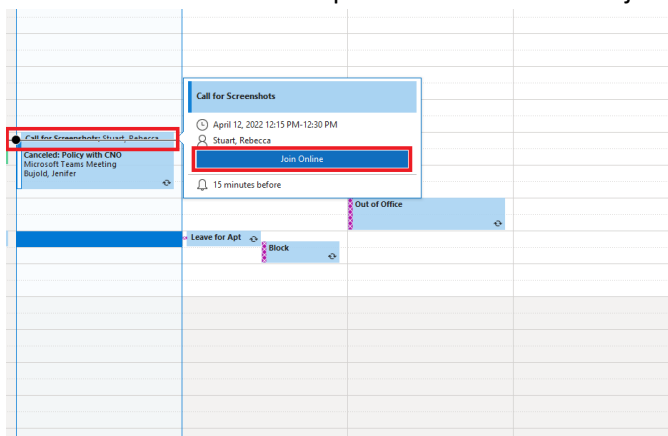 Call for Screenshots
April 12, 2022 12:15 PM-12:30 PM
Stuart, Rebecca
Join Online
15 minutes before
Call for Screenshots; Stuart, Rebecca
Canceled: Policy with CNO
Microsoft Teams Meeting
Bujold, Jenifer
Out of Office
Leave for Apt
Block